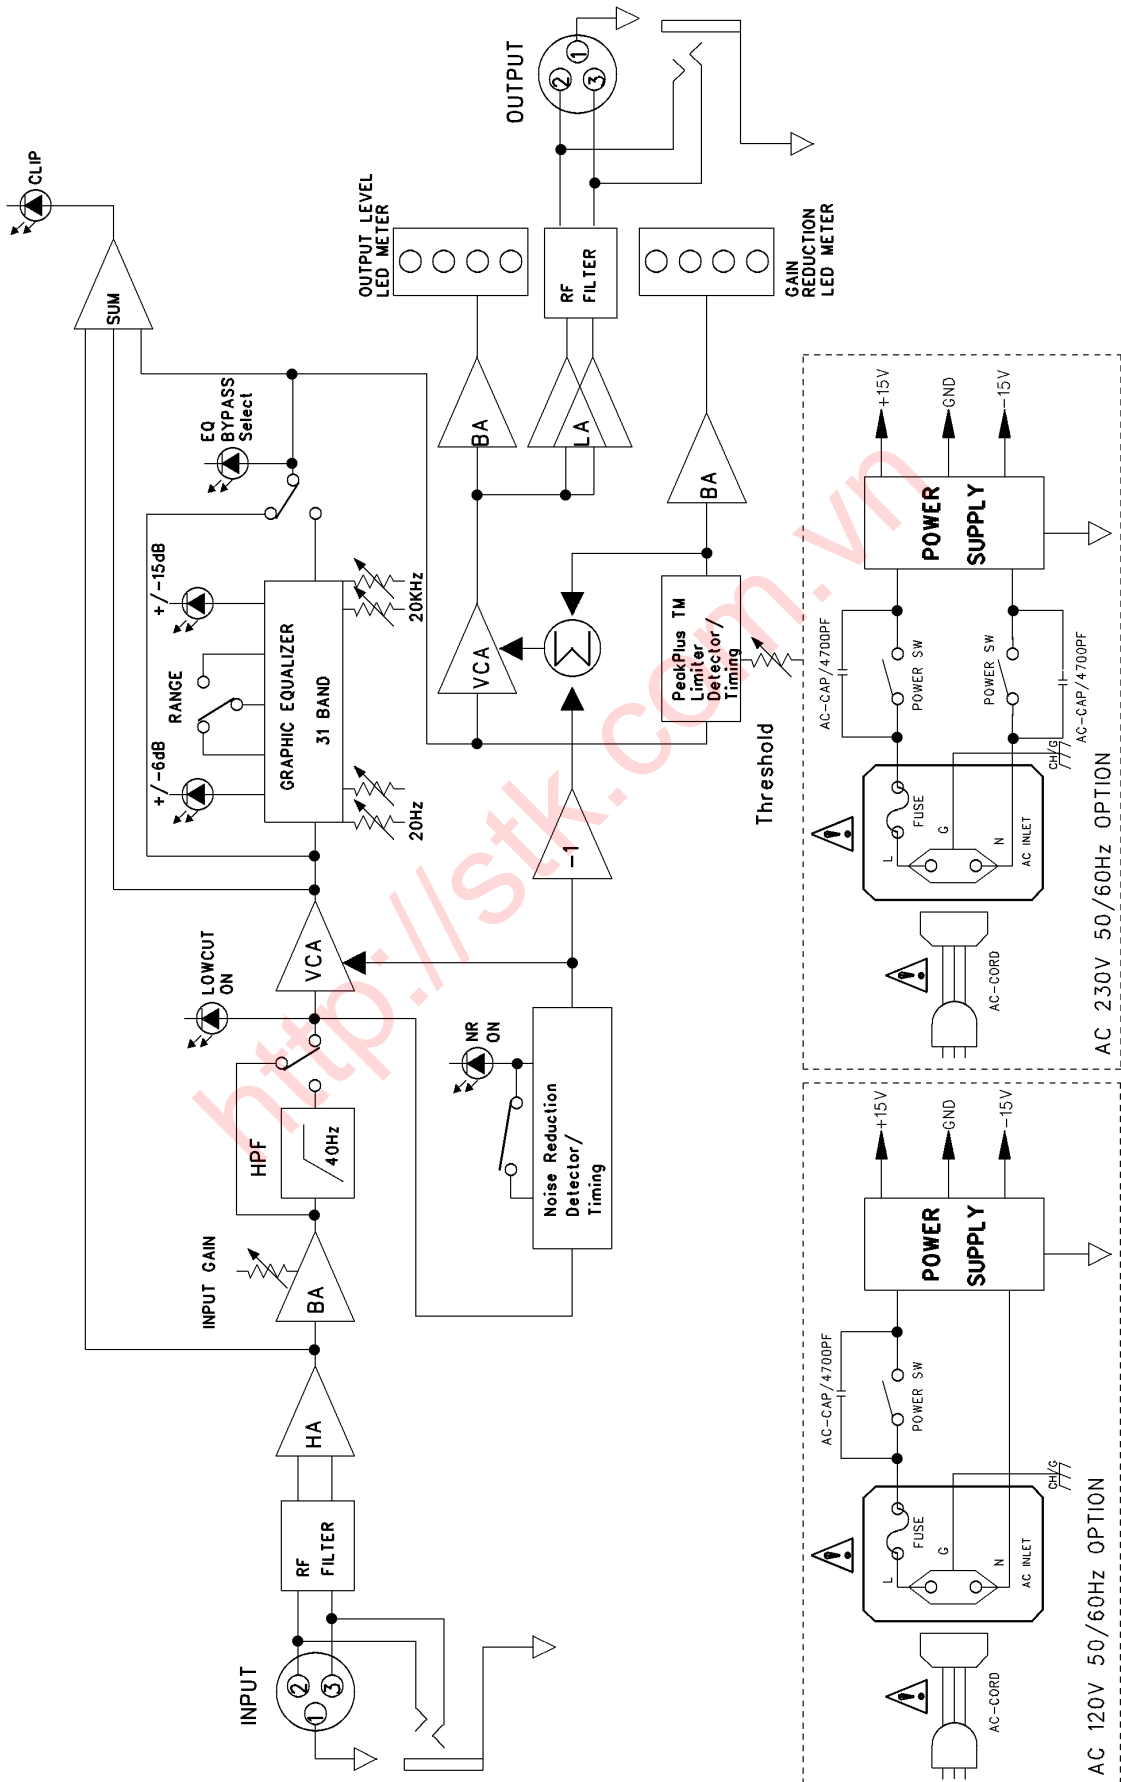 INPUT
1
2
3
RF
FILTER
HA
INPUT GAIN
BA
HPF
40Hz
LOWCUT
ON
VCA
+/-6dB
RANGE
+/-15dB
GRAPHIC EQUALIZER
31 BAND
20Hz
20KHz
EQ
BYPASS
Select
SUM
CLIP
NR
ON
Noise Reduction
Detector/
Timing
-1
Σ
VCA
PeakPlus TM
Limiter
Detector/
Timing
Threshold
BA
OUTPUT LEVEL
LED METER
LA
RF
FILTER
BA
GAIN
REDUCTION
LED METER
OUTPUT
1
2
3
AC-CORD
!
!
L
FUSE
G
N
AC INLET
CH/G
AC-CAP/4700PF
POWER SW
POWER
SUPPLY
+15V
GND
-15V
AC 120V 50/60Hz OPTION
AC-CORD
!
!
L
FUSE
G
N
AC INLET
CH/G
AC-CAP/4700PF
POWER SW
POWER SW
AC-CAP/4700PF
POWER
SUPPLY
+15V
GND
-15V
AC 230V 50/60Hz OPTION
http://stk.com.vn